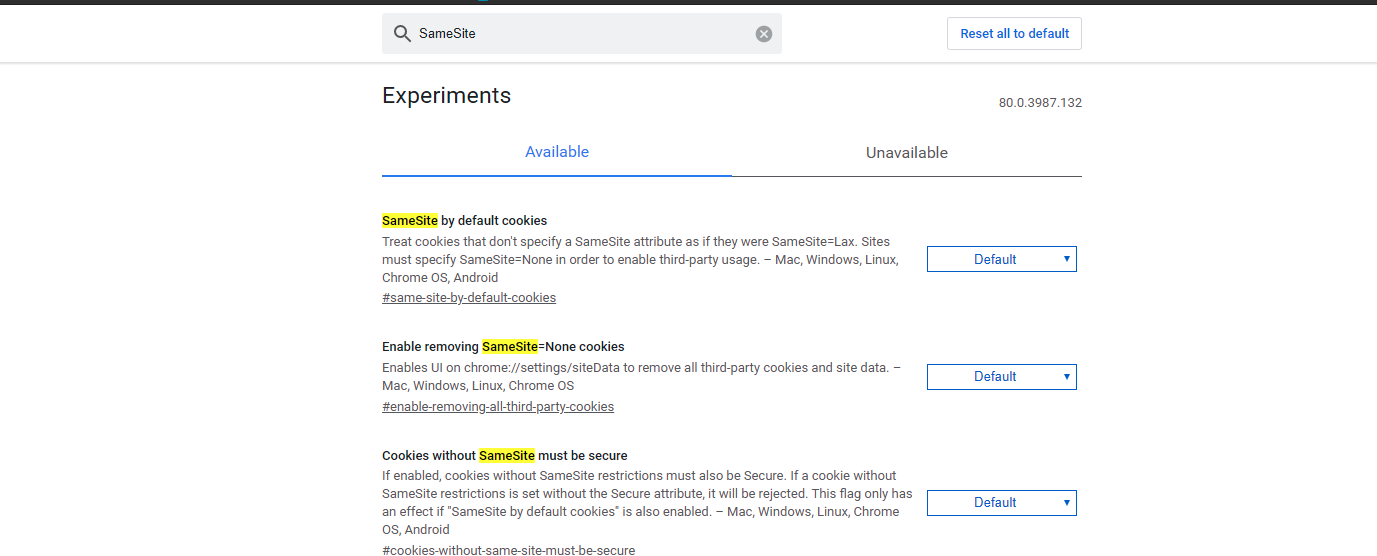 SameSite
Reset all to default
Experiments
80.0.3987.132
Available
Unavailable
SameSite by default cookies
Treat cookies that don't specify a SameSite attribute as if they were SameSite=Lax. Sites
must specify SameSite=None in order to enable third-party usage. – Mac, Windows, Linux,
Chrome OS, Android
#same-site-by-default-cookies
Default
Enable removing SameSite=None cookies
Enables UI on chrome://settings/siteData to remove all third-party cookies and site data. –
Mac, Windows, Linux, Chrome OS
#enable-removing-all-third-party-cookies
Default
Cookies without SameSite must be secure
If enabled, cookies without SameSite restrictions must also be Secure. If a cookie without
SameSite restrictions is set without the Secure attribute, it will be rejected. This flag only has
an effect if "SameSite by default cookies" is also enabled. – Mac, Windows, Linux, Chrome
OS, Android
#cookies-without-same-site-must-be-secure
Default